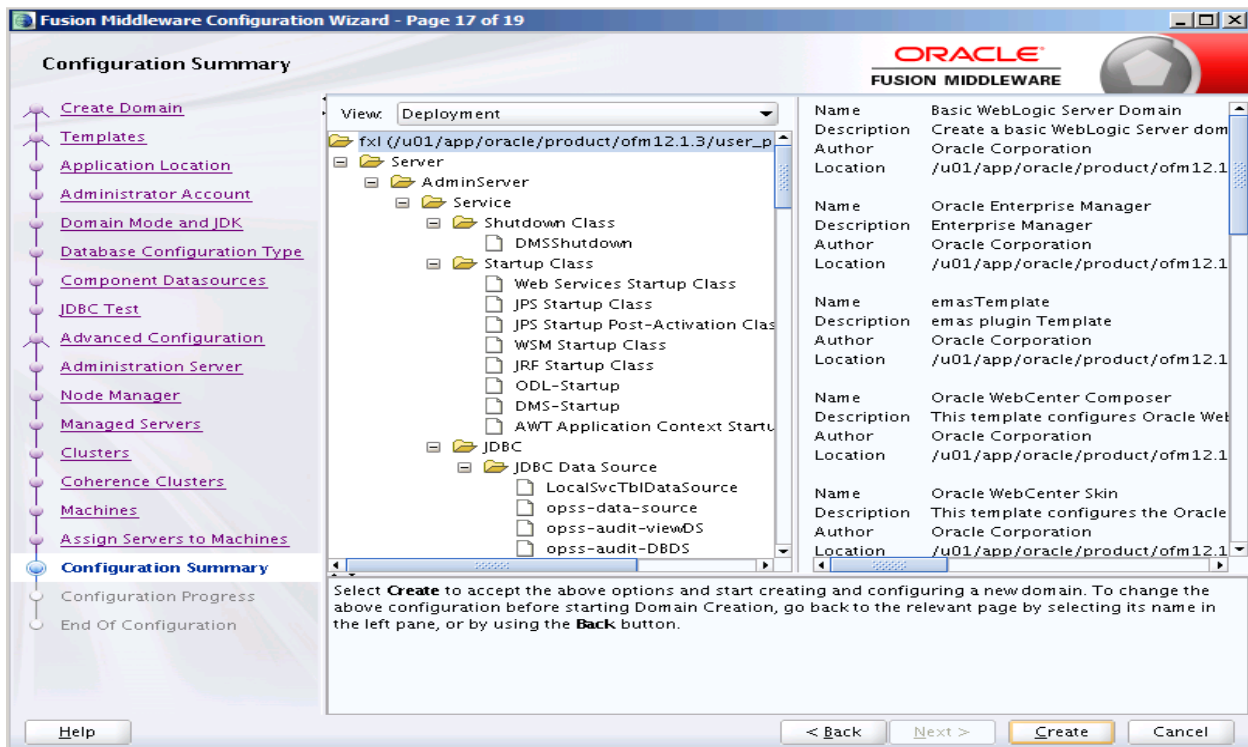 Fusion Middleware Configuration Wizard - Page 17 of 19
Configuration Summary
ORACLE
FUSION MIDDLEWARE
Create Domain
Templates
Application Location
Administrator Account
Domain Mode and JDK
Database Configuration Type
Component Datasources
JDBC Test
Advanced Configuration
Administration Server
Node Manager
Managed Servers
Clusters
Coherence Clusters
Machines
Assign Servers to Machines
Configuration Summary
Configuration Progress
End Of Configuration
View: Deployment
fxl (/u01/app/oracle/product/ofm12.1.3/user_p
Server
AdminServer
Service
Shutdown Class
DMSShutdown
Startup Class
Web Services Startup Class
JPS Startup Class
JPS Startup Post-Activation Clas
WSM Startup Class
JRF Startup Class
ODL-Startup
DMS-Startup
AWT Application Context Startu
JDBC
JDBC Data Source
LocalSvcTblDataSource
opss-data-source
opss-audit-viewDS
opss-audit-DBDS
Name Basic WebLogic Server Domain
Description Create a basic WebLogic Server dom
Author Oracle Corporation
Location /u01/app/oracle/product/ofm12.1
Name Oracle Enterprise Manager
Description Enterprise Manager
Author Oracle Corporation
Location /u01/app/oracle/product/ofm12.1
Name emasTemplate
Description emas plugin Template
Author Oracle Corporation
Location /u01/app/oracle/product/ofm12.1
Name Oracle WebCenter Composer
Description This template configures Oracle Web
Author Oracle Corporation
Location /u01/app/oracle/product/ofm12.1
Name Oracle WebCenter Skin
Description This template configures the Oracle
Author Oracle Corporation
Location /u01/app/oracle/product/ofm12.1
Select Create to accept the above options and start creating and configuring a new domain. To change the
above configuration before starting Domain Creation, go back to the relevant page by selecting its name in
the left pane, or by using the Back button.
Help
< Back
Next >
Create
Cancel